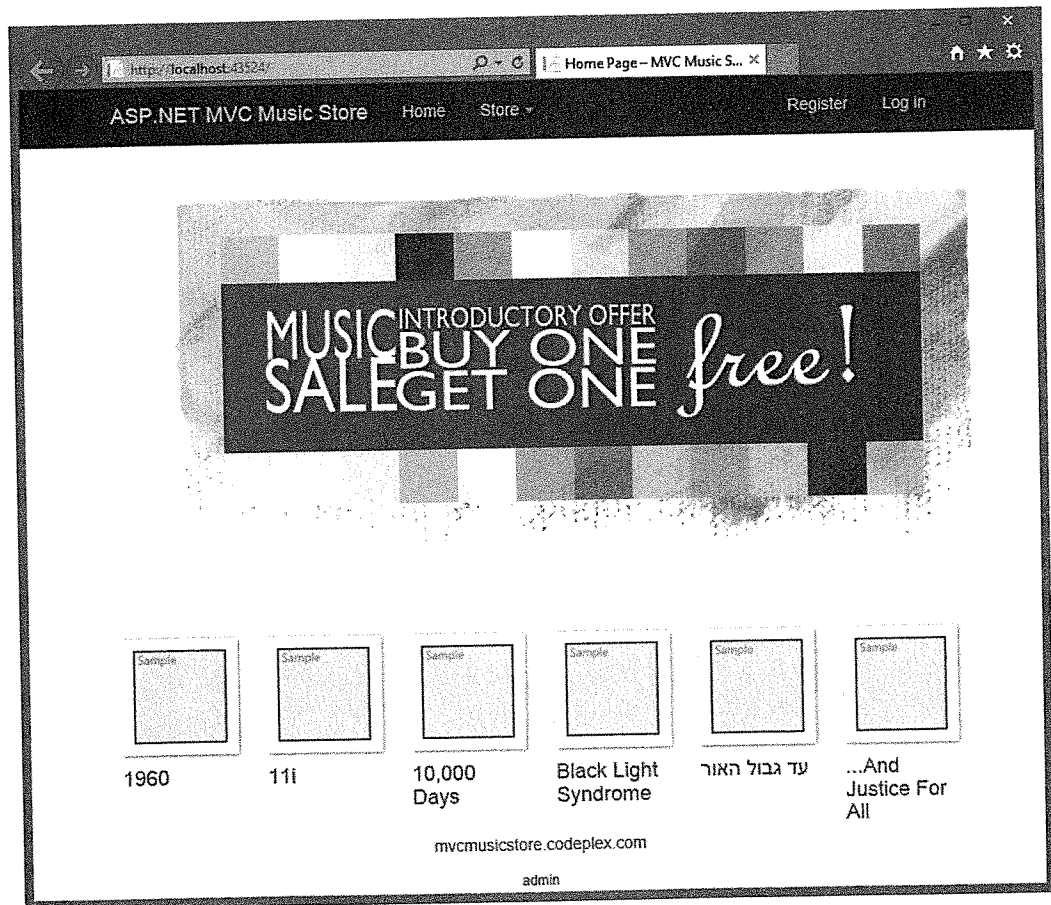 http://localhost:43524/
Home Page – MVC Music S...
ASP.NET MVC Music Store
Home
Store
Register
Log in
MUSIC
SALE
INTRODUCTORY OFFER
BUY ONE
GET ONE
free!
Sample
Sample
Sample
Sample
Sample
Sample
1960
11i
10,000
Days
Black Light
Syndrome
עד גבול האור
...And
Justice For
All
mvcmusicstore.codeplex.com
admin